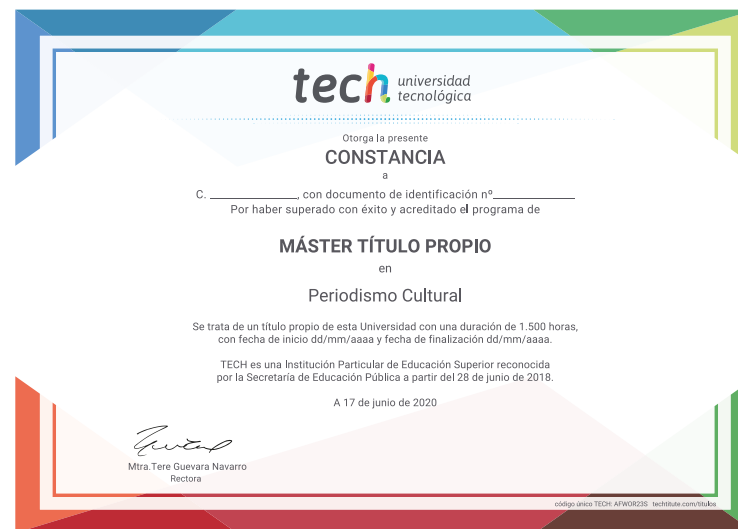 tech universidad
tecnológica
Otorga la presente
CONSTANCIA
a
C. ______________, con documento de identificación nº______________
Por haber superado con éxito y acreditado el programa de
MÁSTER TÍTULO PROPIO
en
Periodismo Cultural
Se trata de un título propio de esta Universidad con una duración de 1.500 horas,
con fecha de inicio dd/mm/aaaa y fecha de finalización dd/mm/aaaa.
TECH es una Institución Particular de Educación Superior reconocida
por la Secretaría de Educación Pública a partir del 28 de junio de 2018.
A 17 de junio de 2020
Mtra.Tere Guevara Navarro
Rectora
código único TECH: AFWOR23S techtitute.com/titulos